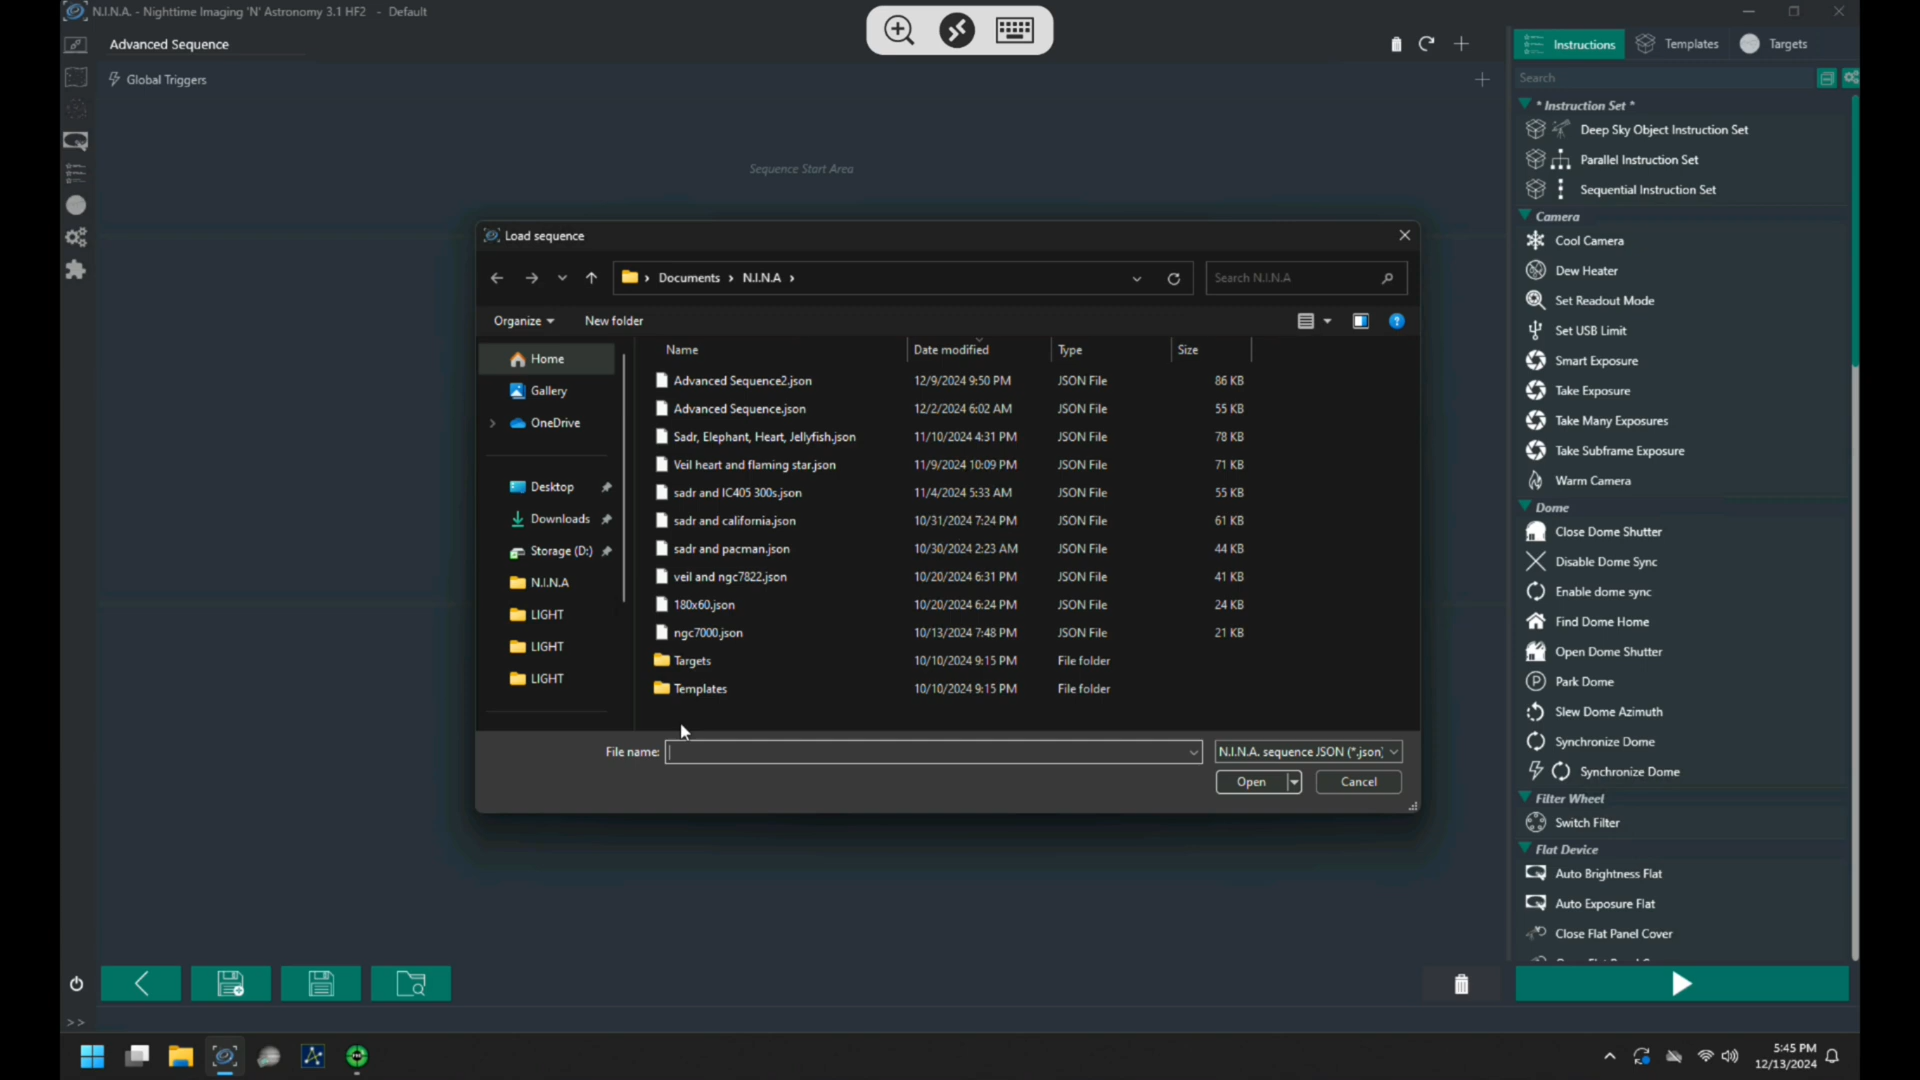 N.I.N.A. - Nighttime Imaging 'N' Astronomy 3.1 HF2 - Default
Advanced Sequence
Instructions
Templates
Targets
Global Triggers
Search
Sequence Start Area
* Instruction Set *
Deep Sky Object Instruction Set
Parallel Instruction Set
Sequential Instruction Set
Camera
Cool Camera
Dew Heater
Set Readout Mode
Set USB Limit
Smart Exposure
Take Exposure
Take Many Exposures
Take Subframe Exposure
Warm Camera
Dome
Close Dome Shutter
Disable Dome Sync
Enable dome sync
Find Dome Home
Open Dome Shutter
Park Dome
Slew Dome Azimuth
Synchronize Dome
Synchronize Dome
Filter Wheel
Switch Filter
Flat Device
Auto Brightness Flat
Auto Exposure Flat
Close Flat Panel Cover
Load sequence
Documents > N.I.N.A >
Search N.I.N.A
Organize
New folder
Home
Gallery
OneDrive
Desktop
Downloads
Storage (D:)
N.I.N.A
LIGHT
LIGHT
LIGHT
Name Date modified Type Size
Advanced Sequence2.json 12/9/2024 9:50 PM JSON File 86 KB
Advanced Sequence.json 12/2/2024 6:02 AM JSON File 55 KB
Sadr, Elephant, Heart, Jellyfish.json 11/10/2024 4:31 PM JSON File 78 KB
Veil heart and flaming star.json 11/9/2024 10:09 PM JSON File 71 KB
sadr and IC405 300s.json 11/4/2024 5:33 AM JSON File 55 KB
sadr and california.json 10/31/2024 7:24 PM JSON File 61 KB
sadr and pacman.json 10/30/2024 2:23 AM JSON File 44 KB
veil and ngc7822.json 10/20/2024 6:31 PM JSON File 41 KB
180x60.json 10/20/2024 6:24 PM JSON File 24 KB
ngc7000.json 10/13/2024 7:48 PM JSON File 21 KB
Targets 10/10/2024 9:15 PM File folder
Templates 10/10/2024 9:15 PM File folder
File name:
N.I.N.A. sequence JSON (*.json)
Open
Cancel
>>
5:45 PM
12/13/2024